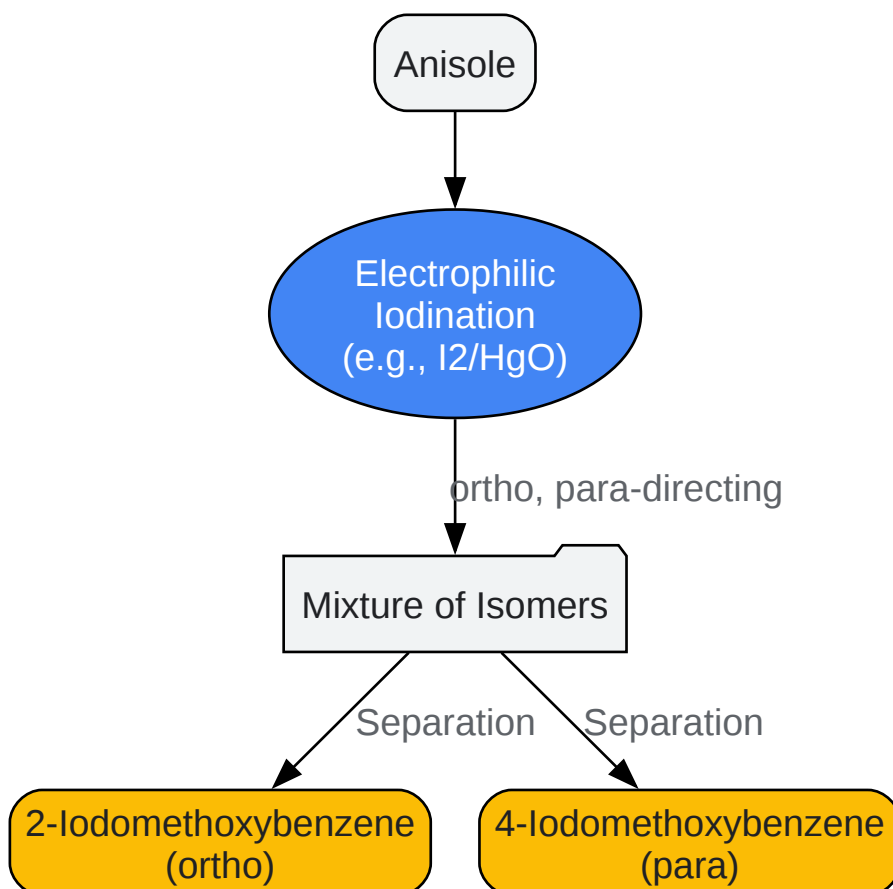 Anisole
Electrophilic
Iodination
(e.g., I2/HgO)
ortho, para-directing
Mixture of Isomers
Separation
Separation
2-Iodomethoxybenzene
(ortho)
4-Iodomethoxybenzene
(para)